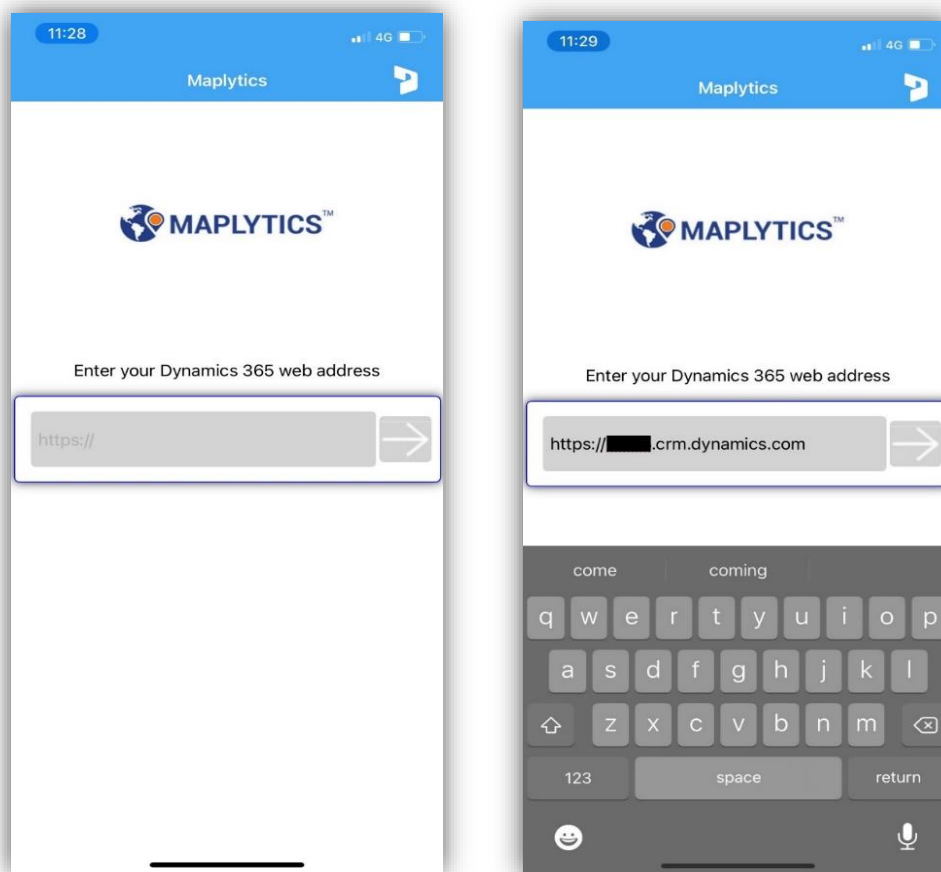 11:28
4G
Maplytics
MAPLYTICS™
Enter your Dynamics 365 web address
https://
11:29
4G
Maplytics
MAPLYTICS™
Enter your Dynamics 365 web address
https:// .crm.dynamics.com
come coming
q w e r t y u i o p
a s d f g h j k l
z x c v b n m
123 space return